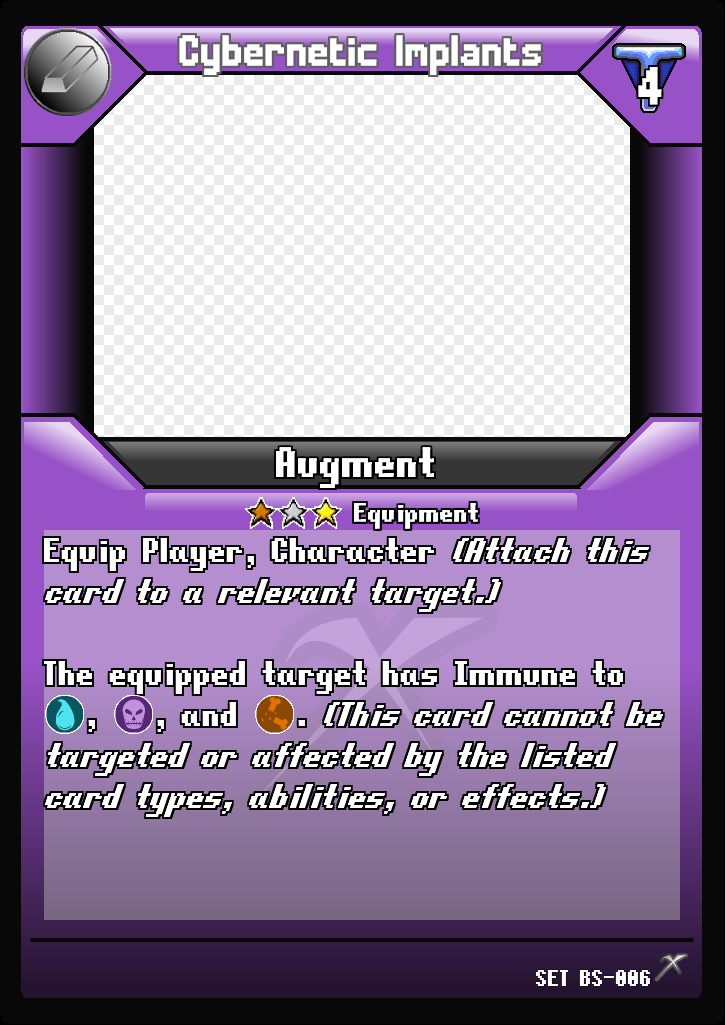 Cybernetic Implants
4
Augment
Equipment
Equip Player, Character (Attach this
card to a relevant target.)
The equipped target has Immune to
, , and . (This card cannot be
targeted or affected by the listed
card types, abilities, or effects.)
SET BS-006